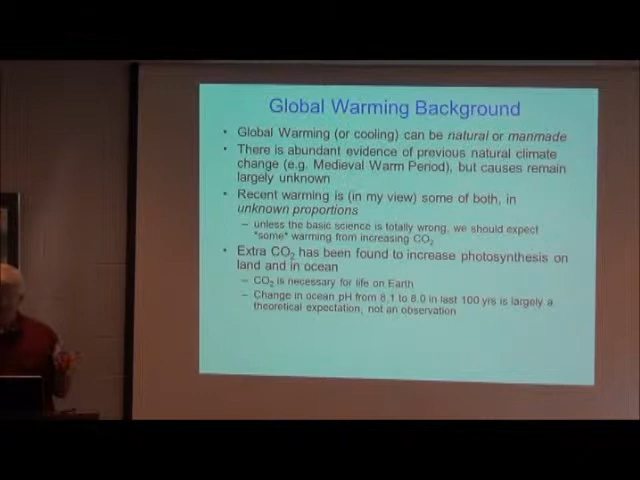 Global Warming Background
• Global Warming (or cooling) can be natural or manmade
• There is abundant evidence of previous natural climate
change (e.g. Medieval Warm Period), but causes remain
largely unknown
• Recent warming is (in my view) some of both, in
unknown proportions
– unless the basic science is totally wrong, we should expect
*some* warming from increasing CO₂
• Extra CO₂ has been found to increase photosynthesis on
land and in ocean
– CO₂ is necessary for life on Earth
– Change in ocean pH from 8.1 to 8.0 in last 100 yrs is largely a
theoretical expectation, not an observation